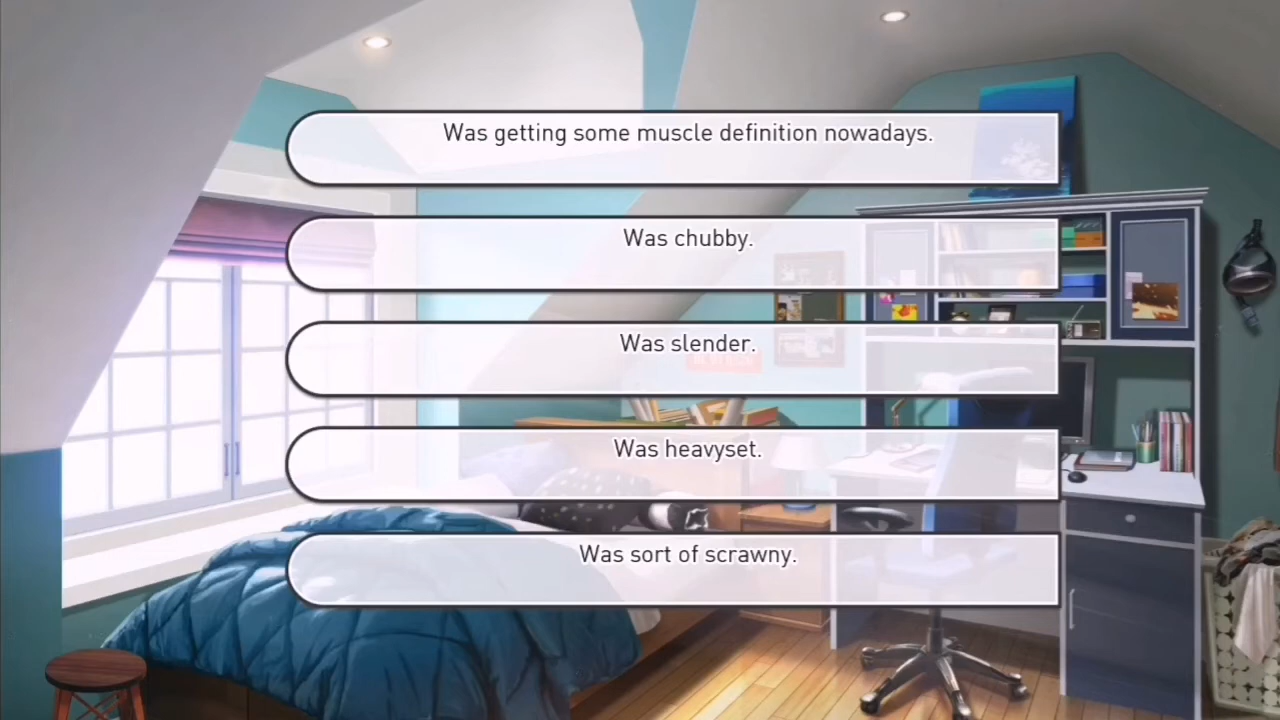 Was getting some muscle definition nowadays.
Was chubby.
Was slender.
Was heavyset.
Was sort of scrawny.